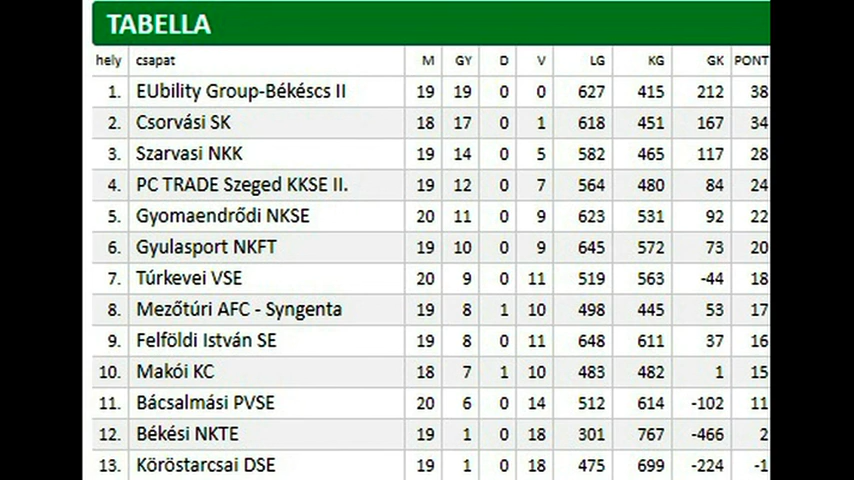 TABELLA
hely csapat M GY D V LG KG GK PONT
1. EUbility Group-Békéscs II 19 19 0 0 627 415 212 38
2. Csorvási SK 18 17 0 1 618 451 167 34
3. Szarvasi NKK 19 14 0 5 582 465 117 28
4. PC TRADE Szeged KKSE II. 19 12 0 7 564 480 84 24
5. Gyomaendrődi NKSE 20 11 0 9 623 531 92 22
6. Gyulasport NKFT 19 10 0 9 645 572 73 20
7. Túrkevei VSE 20 9 0 11 519 563 -44 18
8. Mezőtúri AFC - Syngenta 19 8 1 10 498 445 53 17
9. Felföldi István SE 19 8 0 11 648 611 37 16
10. Makói KC 18 7 1 10 483 482 1 15
11. Bácsalmási PVSE 20 6 0 14 512 614 -102 11
12. Békési NKTE 19 1 0 18 301 767 -466 2
13. Köröstarcsai DSE 19 1 0 18 475 699 -224 -1